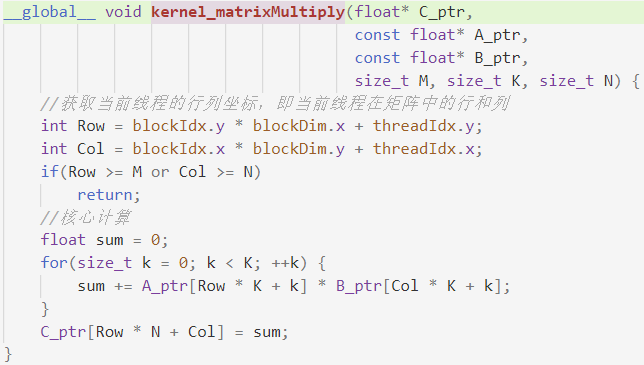 __global__ void kernel_matrixMultiply(float* C_ptr,
const float* A_ptr,
const float* B_ptr,
size_t M, size_t K, size_t N) {
//获取当前线程的行列坐标，即当前线程在矩阵中的行和列
int Row = blockIdx.y * blockDim.x + threadIdx.y;
int Col = blockIdx.x * blockDim.y + threadIdx.x;
if(Row >= M or Col >= N)
return;
//核心计算
float sum = 0;
for(size_t k = 0; k < K; ++k) {
sum += A_ptr[Row * K + k] * B_ptr[Col * K + k];
}
C_ptr[Row * N + Col] = sum;
}